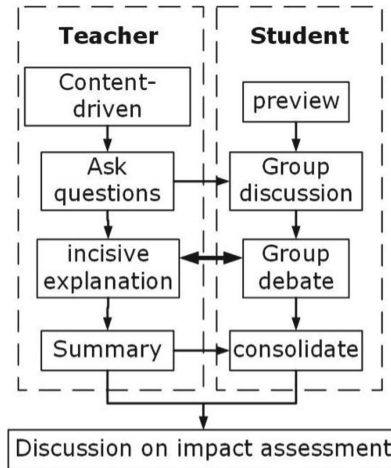 Teacher
Student
Content-
driven
preview
Ask
questions
Group
discussion
incisive
explanation
Group
debate
Summary
consolidate
Discussion on impact assessment